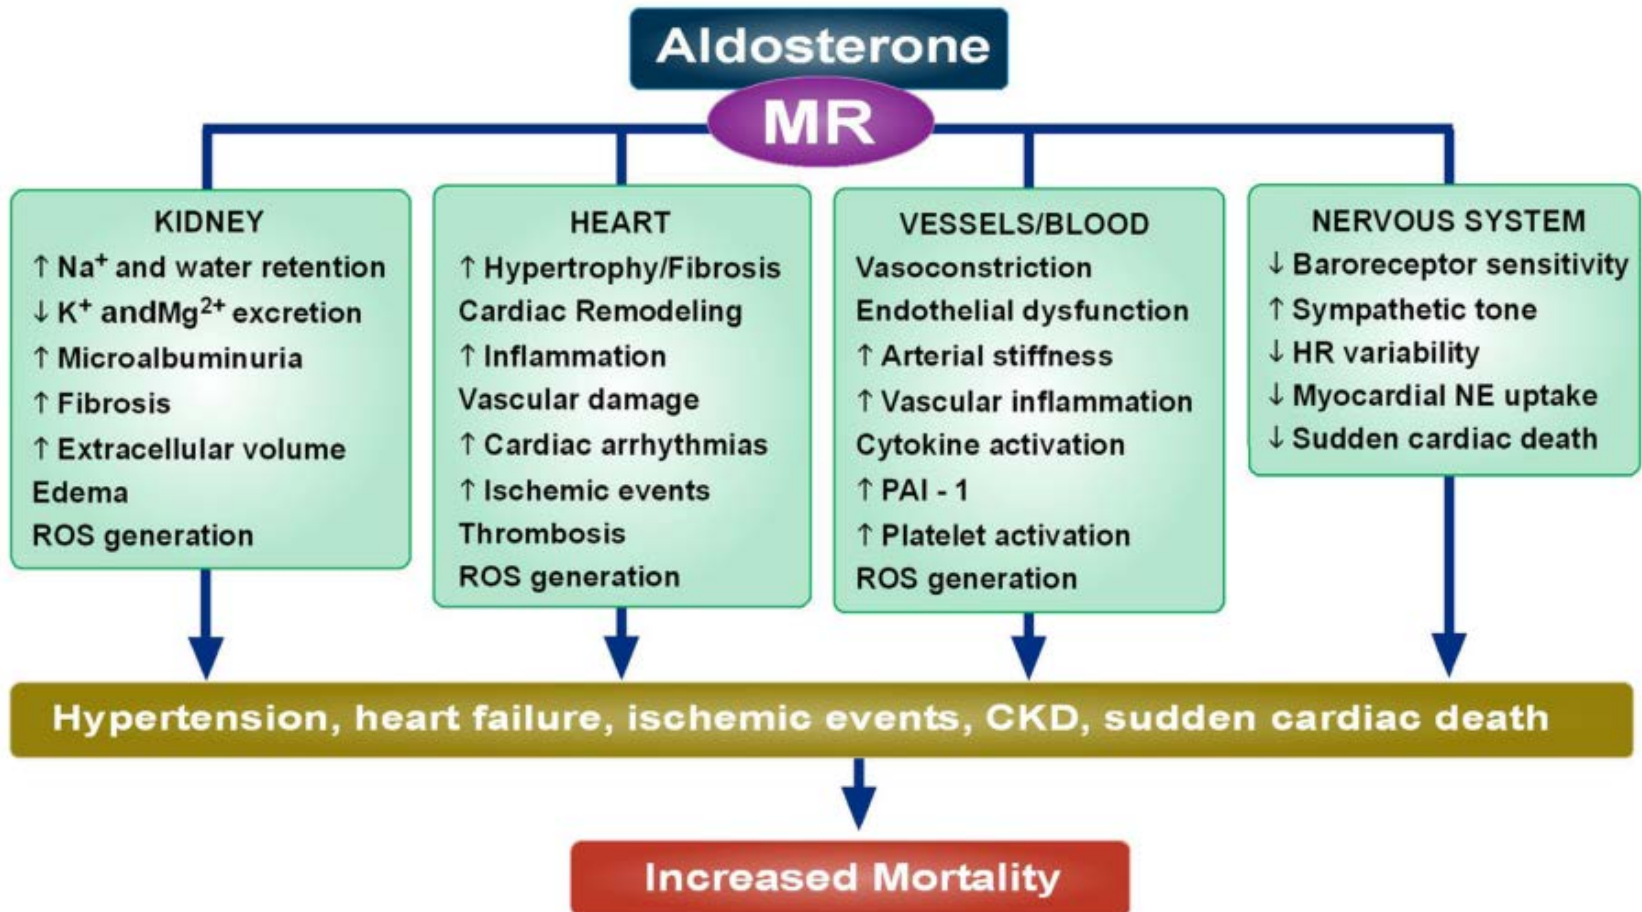 Aldosterone
MR
KIDNEY
↑ Na⁺ and water retention
↓ K⁺ andMg²⁺ excretion
↑ Microalbuminuria
↑ Fibrosis
↑ Extracellular volume
Edema
ROS generation
HEART
↑ Hypertrophy/Fibrosis
Cardiac Remodeling
↑ Inflammation
Vascular damage
↑ Cardiac arrhythmias
↑ Ischemic events
Thrombosis
ROS generation
VESSELS/BLOOD
Vasoconstriction
Endothelial dysfunction
↑ Arterial stiffness
↑ Vascular inflammation
Cytokine activation
↑ PAI - 1
↑ Platelet activation
ROS generation
NERVOUS SYSTEM
↓ Baroreceptor sensitivity
↑ Sympathetic tone
↓ HR variability
↓ Myocardial NE uptake
↓ Sudden cardiac death
Hypertension, heart failure, ischemic events, CKD, sudden cardiac death
Increased Mortality